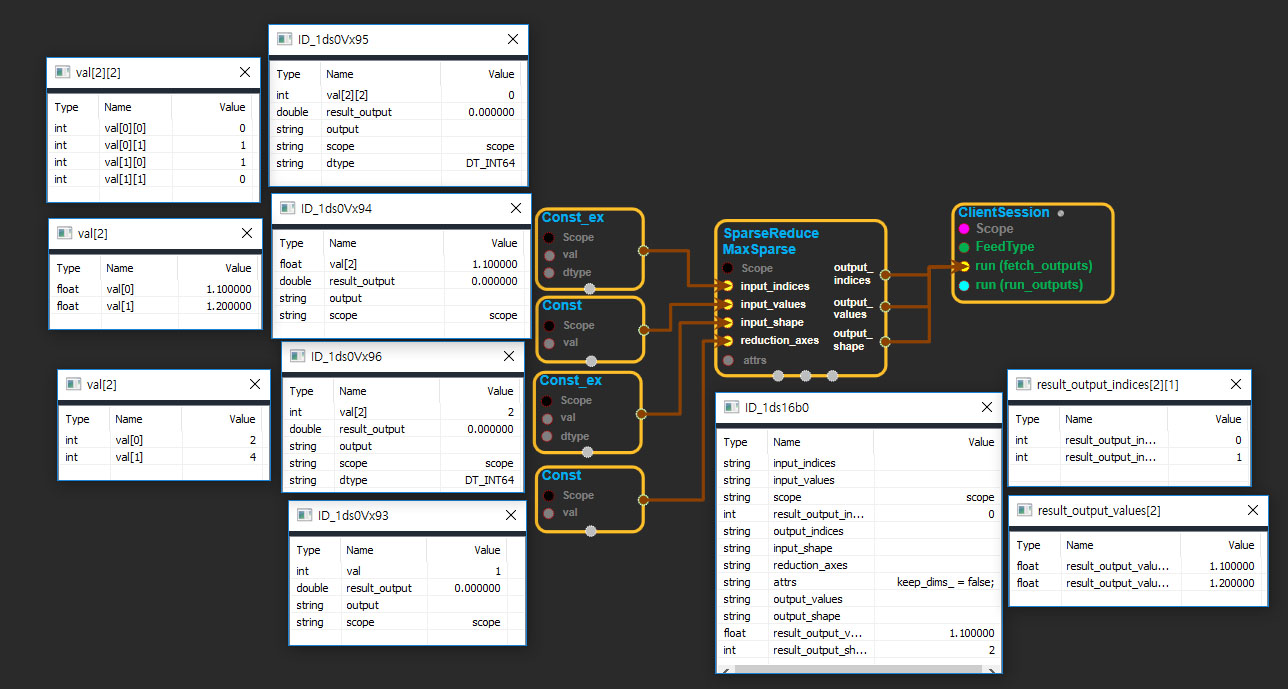 val[2][2]
Type Name Value
int val[0][0] 0
int val[0][1] 1
int val[1][0] 1
int val[1][1] 0
ID_1ds0Vx95
Type Name Value
int val[2][2] 0
double result_output 0.000000
string output
string scope scope
string dtype DT_INT64
val[2]
Type Name Value
float val[0] 1.100000
float val[1] 1.200000
ID_1ds0Vx94
Type Name Value
float val[2] 1.100000
double result_output 0.000000
string output
string scope scope
val[2]
Type Name Value
int val[0] 2
int val[1] 4
ID_1ds0Vx96
Type Name Value
int val[2] 2
double result_output 0.000000
string output
string scope scope
string dtype DT_INT64
ID_1ds0Vx93
Type Name Value
int val 1
double result_output 0.000000
string output
string scope scope
Const_ex
Scope
val
dtype
Const
Scope
val
Const_ex
Scope
val
dtype
Const
Scope
val
SparseReduce
MaxSparse
Scope
input_indices
input_values
input_shape
reduction_axes
attrs
output_
indices
output_
values
output_
shape
ClientSession
Scope
FeedType
run (fetch_outputs)
run (run_outputs)
ID_1ds16b0
Type Name Value
string input_indices
string input_values
string scope scope
int result_output_in... 0
string output_indices
string input_shape
string reduction_axes
string attrs keep_dims_ = false;
string output_values
string output_shape
float result_output_v... 1.100000
int result_output_sh... 2
result_output_indices[2][1]
Type Name Value
int result_output_in... 0
int result_output_in... 1
result_output_values[2]
Type Name Value
float result_output_valu... 1.100000
float result_output_valu... 1.200000